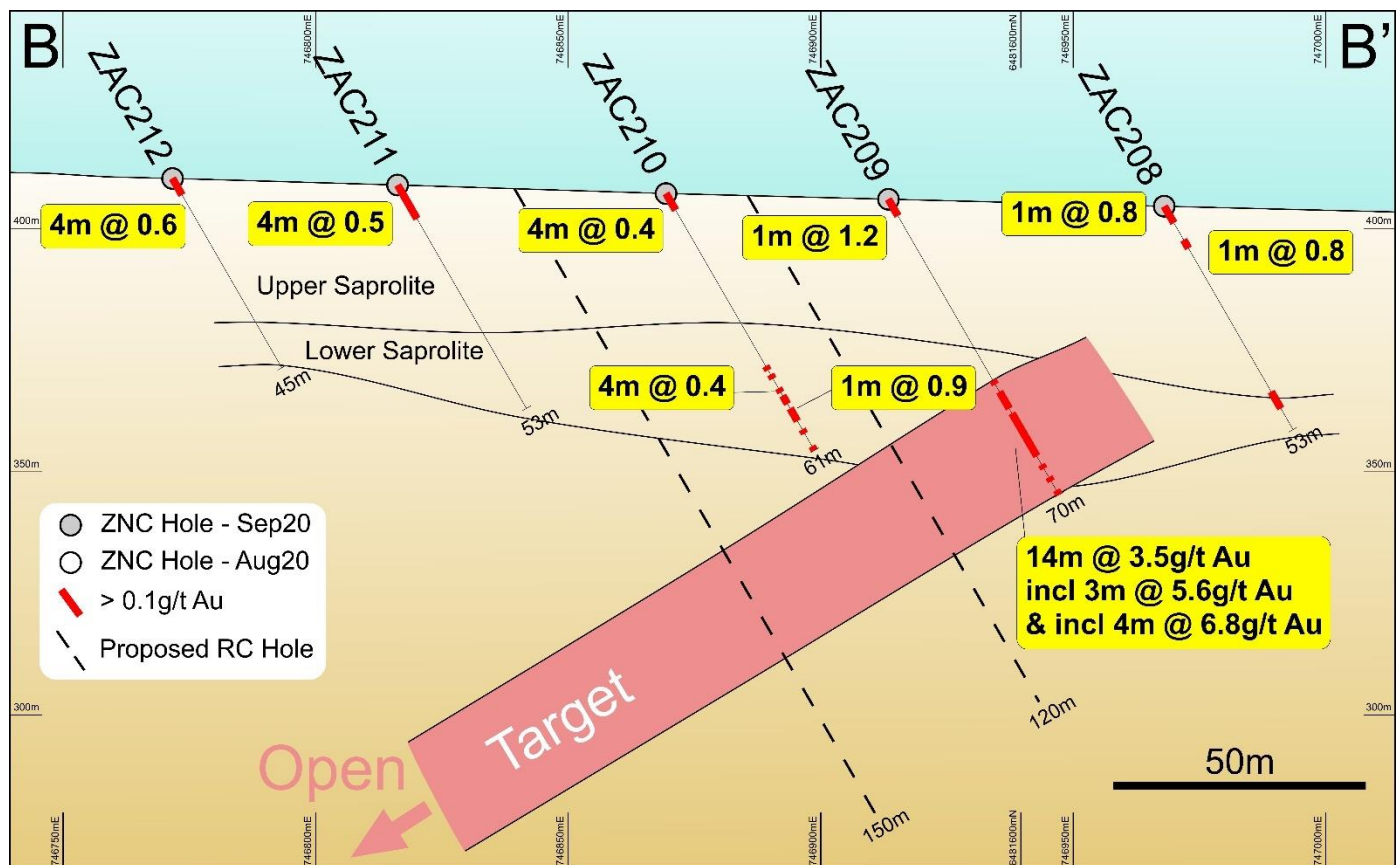 B
B'
746750mE
746800mE
746850mE
746900mE
6481600mN
746950mE
747000mE
ZAC212
ZAC211
ZAC210
ZAC209
ZAC208
400m
400m
4m @ 0.6
4m @ 0.5
4m @ 0.4
1m @ 1.2
1m @ 0.8
1m @ 0.8
Upper Saprolite
Lower Saprolite
4m @ 0.4
1m @ 0.9
45m
53m
61m
70m
53m
350m
350m
ZNC Hole - Sep20
ZNC Hole - Aug20
> 0.1g/t Au
Proposed RC Hole
14m @ 3.5g/t Au
incl 3m @ 5.6g/t Au
& incl 4m @ 6.8g/t Au
300m
300m
Target
Open
120m
150m
50m
746750mE
746800mE
746850mE
746900mE
6481600mN
746950mE
747000mE